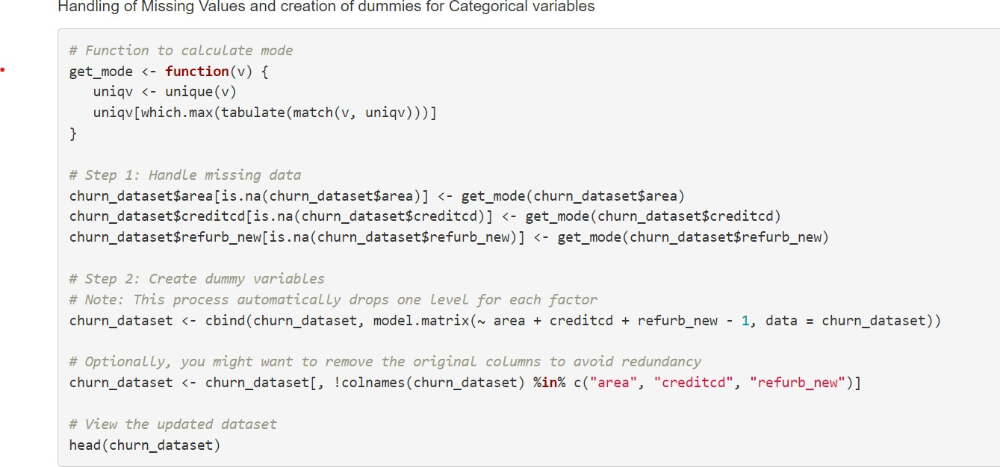 Handling of Missing Values and creation of dummies for Categorical variables
# Function to calculate mode
get_mode <- function(v) {
   uniqv <- unique(v)
   uniqv[which.max(tabulate(match(v, uniqv)))]
}
# Step 1: Handle missing data
churn_dataset$area[is.na(churn_dataset$area)] <- get_mode(churn_dataset$area)
churn_dataset$creditcd[is.na(churn_dataset$creditcd)] <- get_mode(churn_dataset$creditcd)
churn_dataset$refurb_new[is.na(churn_dataset$refurb_new)] <- get_mode(churn_dataset$refurb_new)
# Step 2: Create dummy variables
# Note: This process automatically drops one level for each factor
churn_dataset <- cbind(churn_dataset, model.matrix(~ area + creditcd + refurb_new - 1, data = churn_dataset))
# Optionally, you might want to remove the original columns to avoid redundancy
churn_dataset <- churn_dataset[, !colnames(churn_dataset) %in% c("area", "creditcd", "refurb_new")]
# View the updated dataset
head(churn_dataset)